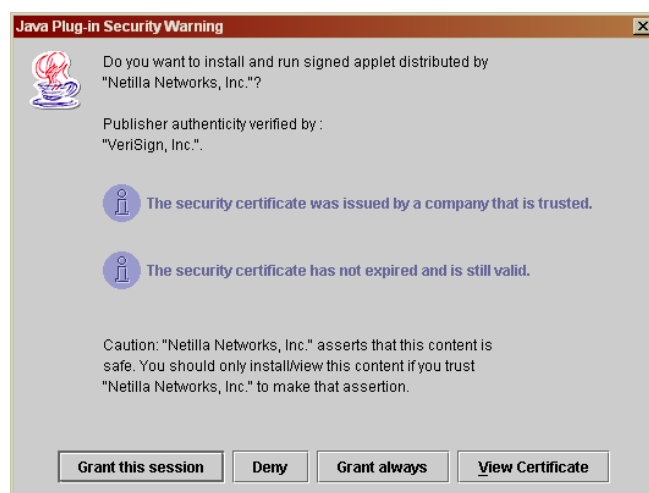 Java Plug-in Security Warning
Do you want to install and run signed applet distributed by
"Netilla Networks, Inc."?
Publisher authenticity verified by :
"VeriSign, Inc.".
The security certificate was issued by a company that is trusted.
The security certificate has not expired and is still valid.
Caution: "Netilla Networks, Inc." asserts that this content is
safe. You should only install/view this content if you trust
"Netilla Networks, Inc." to make that assertion.
Grant this session Deny Grant always View Certificate